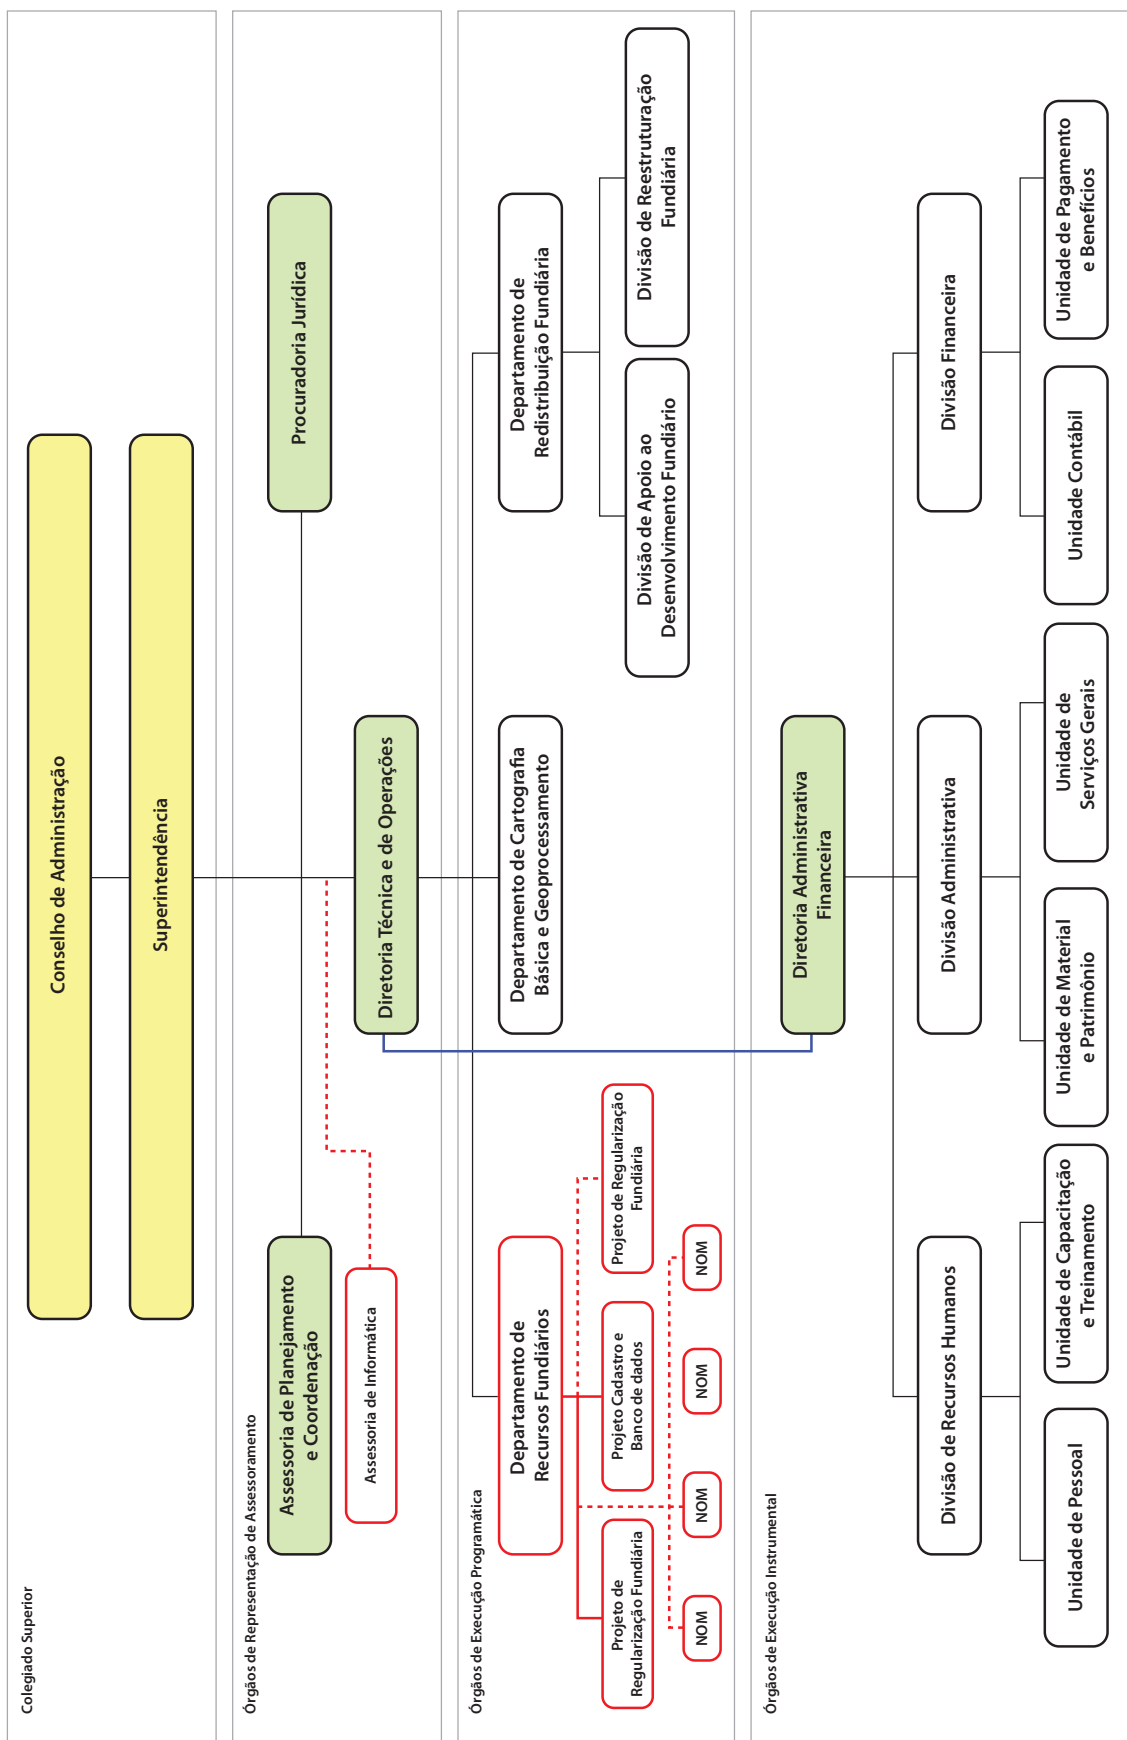 Colegiado Superior
Conselho de Administração
Superintendência
Órgãos de Representação de Assessoramento
Assessoria de Planejamento
e Coordenação
Procuradoria Jurídica
Assessoria de Informática
Diretoria Técnica e de Operações
Órgãos de Execução Programática
Departamento de
Recursos Fundiários
Departamento de Cartografia
Básica e Geoprocessamento
Departamento de
Redistribuição Fundiária
Projeto de
Regularização Fundiária
Projeto Cadastro e
Banco de dados
Projeto de Regularização
Fundiária
Divisão de Apoio ao
Desenvolvimento Fundiário
Divisão de Reestruturação
Fundiária
NOM
NOM
NOM
NOM
Órgãos de Execução Instrumental
Diretoria Administrativa
Financeira
Divisão de Recursos Humanos
Divisão Administrativa
Divisão Financeira
Unidade de Pessoal
Unidade de Capacitação
e Treinamento
Unidade de Material
e Patrimônio
Unidade de
Serviços Gerais
Unidade Contábil
Unidade de Pagamento
e Benefícios